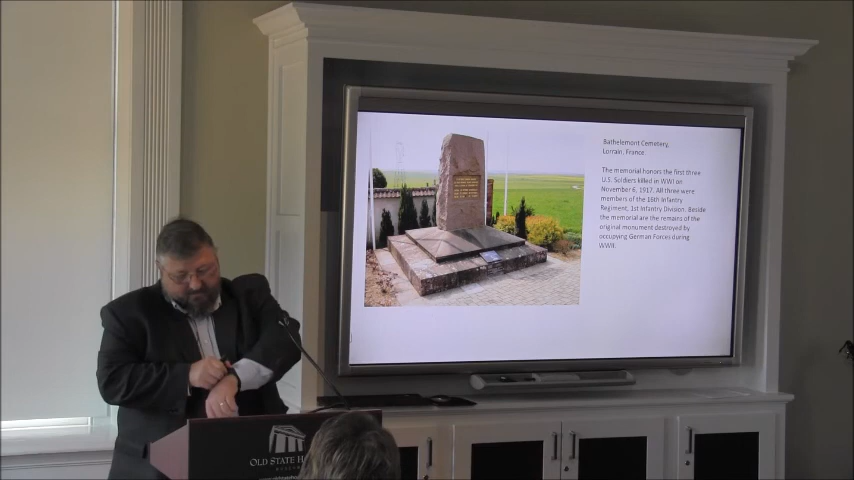 Bathelemont Cemetery,
Lorrain, France.
The memorial honors the first three
U.S. Soldiers killed in WWI on
November 6, 1917. All three were
members of the 16th Infantry
Regiment, 1st Infantry Division. Beside
the memorial are the remains of the
original monument destroyed by
occupying German Forces during
WWII.
OLD STATE